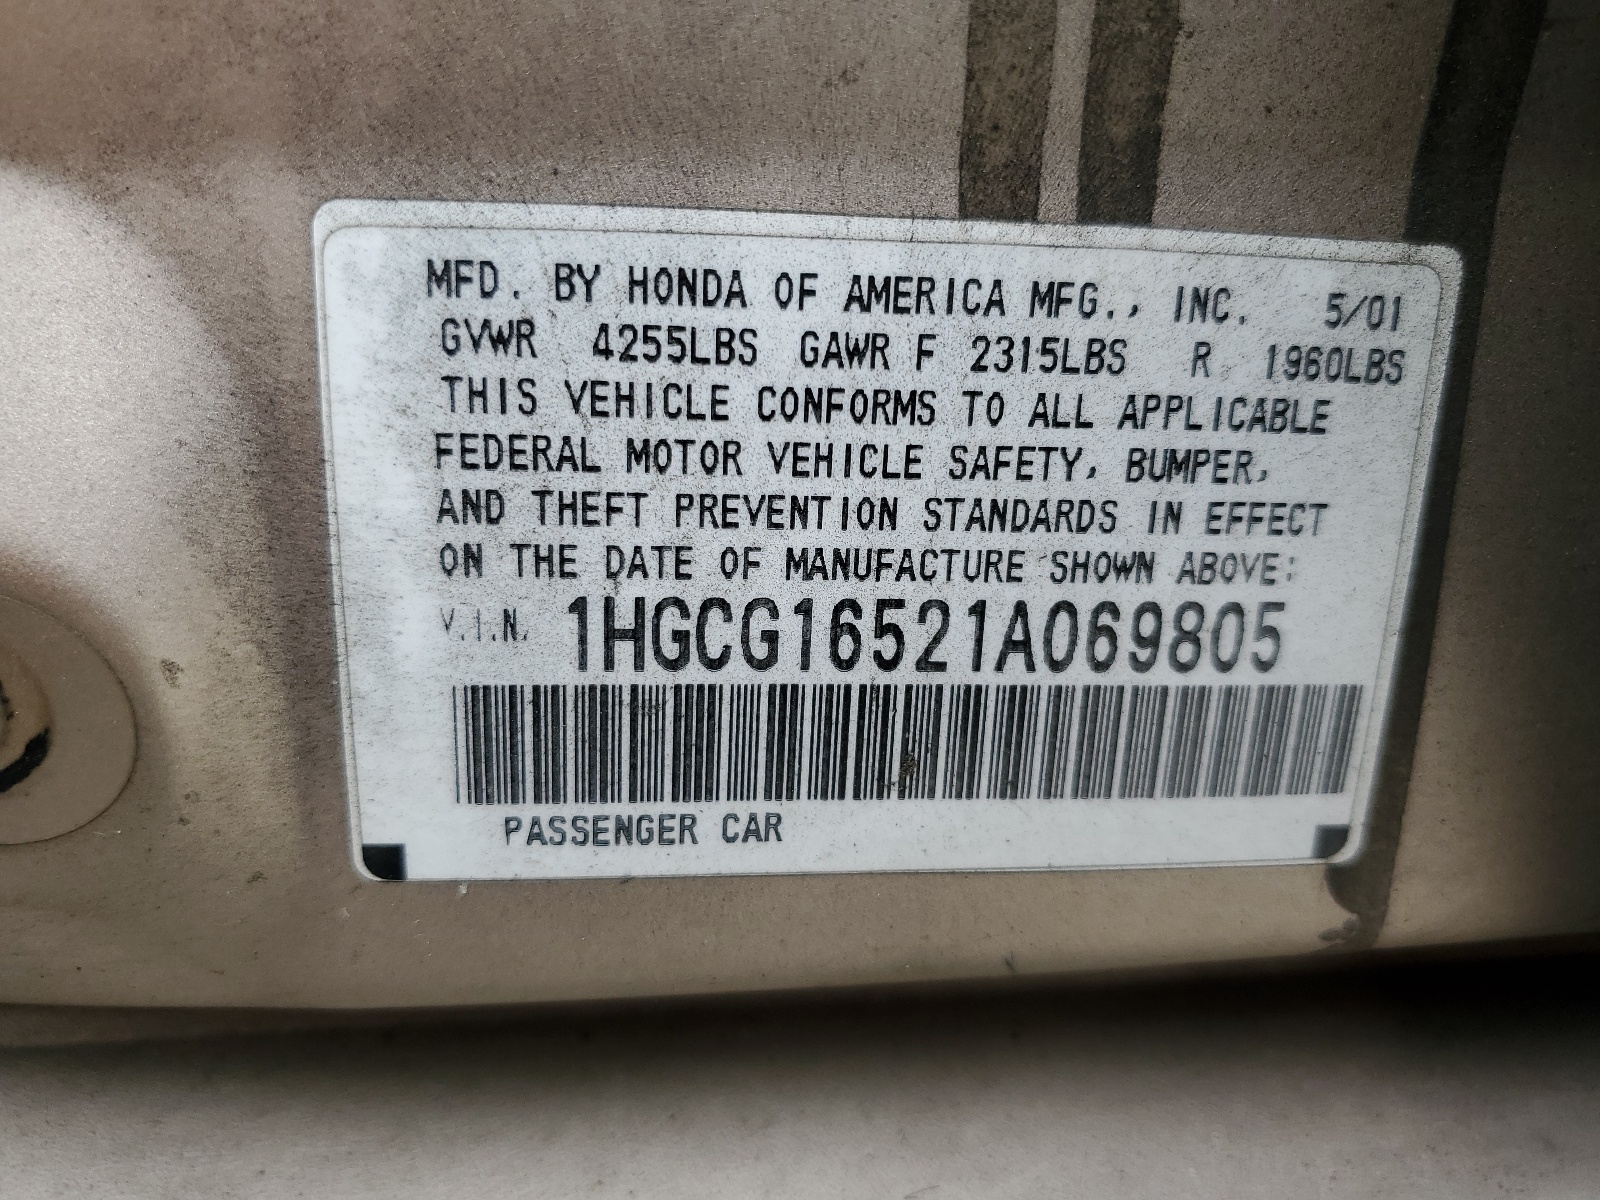 MFD. BY HONDA OF AMERICA MFG., INC. 5/01
GVWR 4255LBS GAWR F 2315LBS R 1960LBS
THIS VEHICLE CONFORMS TO ALL APPLICABLE
FEDERAL MOTOR VEHICLE SAFETY, BUMPER,
AND THEFT PREVENTION STANDARDS IN EFFECT
ON THE DATE OF MANUFACTURE SHOWN ABOVE:
V.I.N. 1HGCG16521A069805
PASSENGER CAR